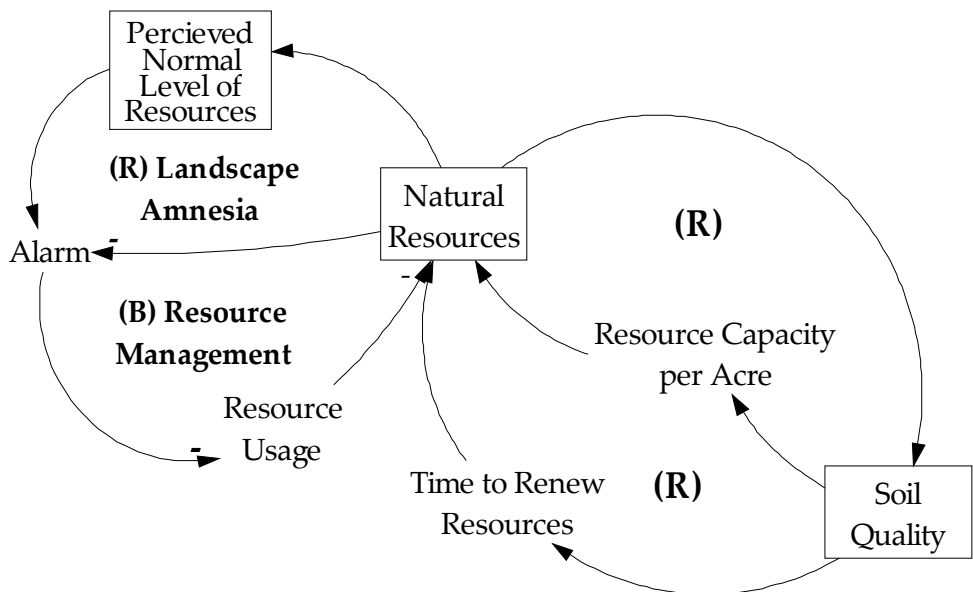 Percieved
Normal
Level of
Resources
(R) Landscape
Amnesia
Natural
Resources
(R)
Alarm
-
-
(B) Resource
Management
Resource Capacity
per Acre
Resource
Usage
-
Time to Renew
Resources
(R)
Soil
Quality